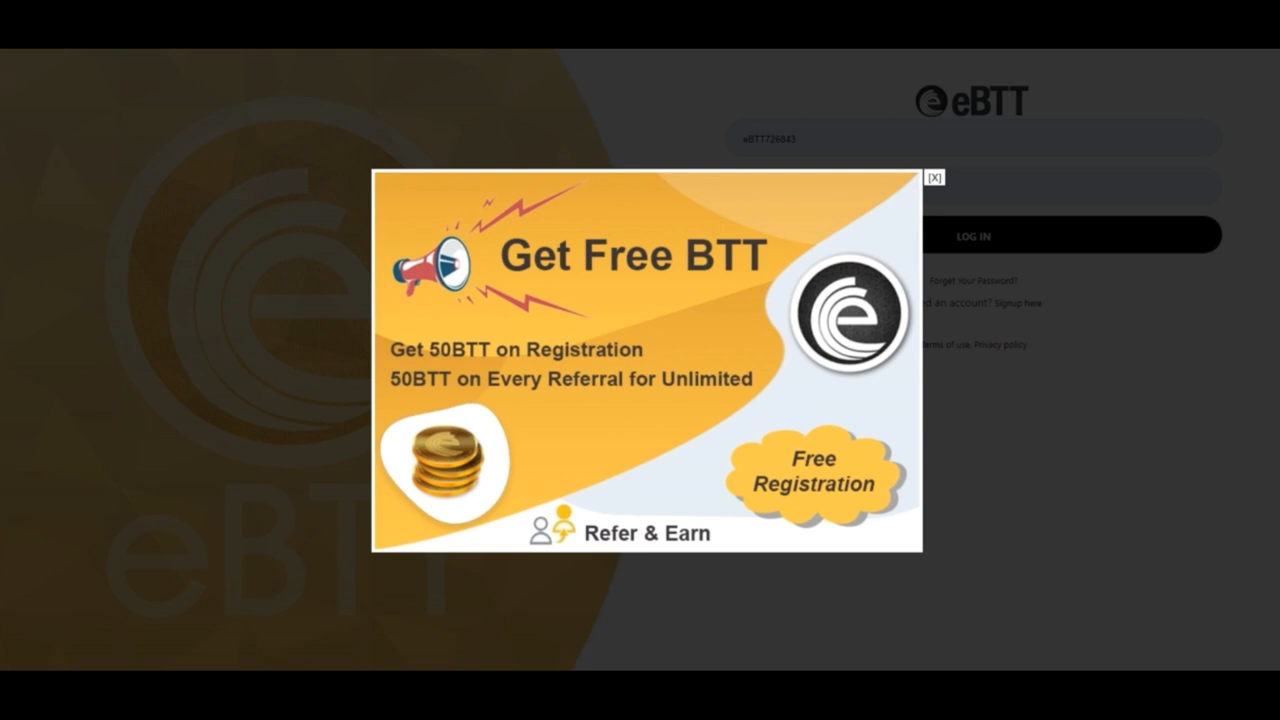 eBTT
eBTT726843
[X]
Get Free BTT
LOG IN
Forget Your Password?
an account? Signup here
Get 50BTT on Registration
terms of use. Privacy policy
50BTT on Every Referral for Unlimited
Free
Registration
Refer & Earn
eBTT